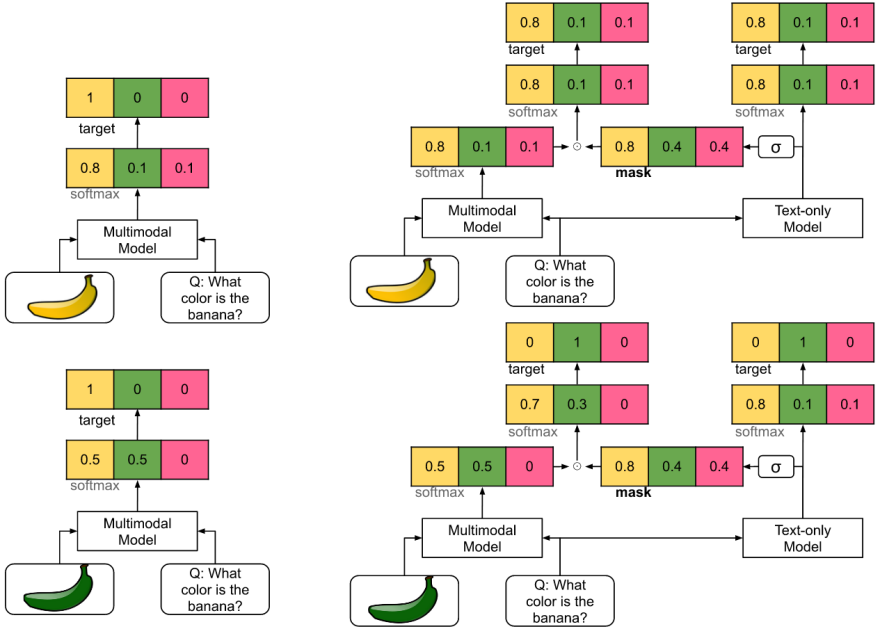 1 0 0
target
0.8 0.1 0.1
softmax
Multimodal
Model
Q: What
color is the
banana?
0.8 0.1 0.1
target
0.8 0.1 0.1
softmax
0.8 0.1 0.1
softmax
0.8 0.4 0.4
mask
0.8 0.1 0.1
target
0.8 0.1 0.1
softmax
σ
Multimodal
Model
Text-only
Model
Q: What
color is the
banana?
1 0 0
target
0.5 0.5 0
softmax
Multimodal
Model
Q: What
color is the
banana?
0 1 0
target
0.7 0.3 0
softmax
0.5 0.5 0
softmax
0.8 0.4 0.4
mask
0 1 0
target
0.8 0.1 0.1
softmax
σ
Multimodal
Model
Text-only
Model
Q: What
color is the
banana?